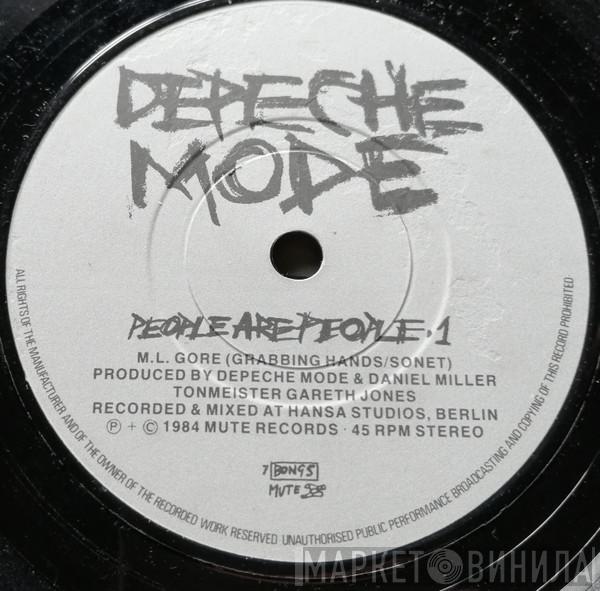 DEPECHE
MODE
PEOPLE ARE PEOPLE · 1
M.L. GORE (GRABBING HANDS/SONET)
PRODUCED BY DEPECHE MODE & DANIEL MILLER
TONMEISTER GARETH JONES
RECORDED & MIXED AT HANSA STUDIOS, BERLIN
Ⓟ + © 1984 MUTE RECORDS · 45 RPM STEREO
7 BONG5
MUTE
ALL RIGHTS OF THE MANUFACTURER AND OF THE OWNER OF THE RECORDED WORK RESERVED UNAUTHORISED PUBLIC PERFORMANCE BROADCASTING AND COPYING OF THIS RECORD PROHIBITED
МАРКЕТ ВИНИЛА